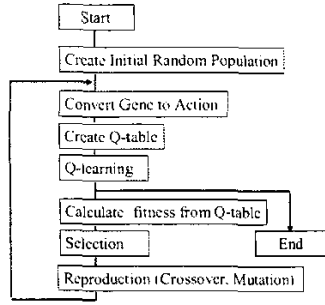 Start
Create Initial Random Population
Convert Gene to Action
Create Q-table
Q-learning
Calculate fitness from Q-table
Selection
End
Reproduction (Crossover, Mutation)